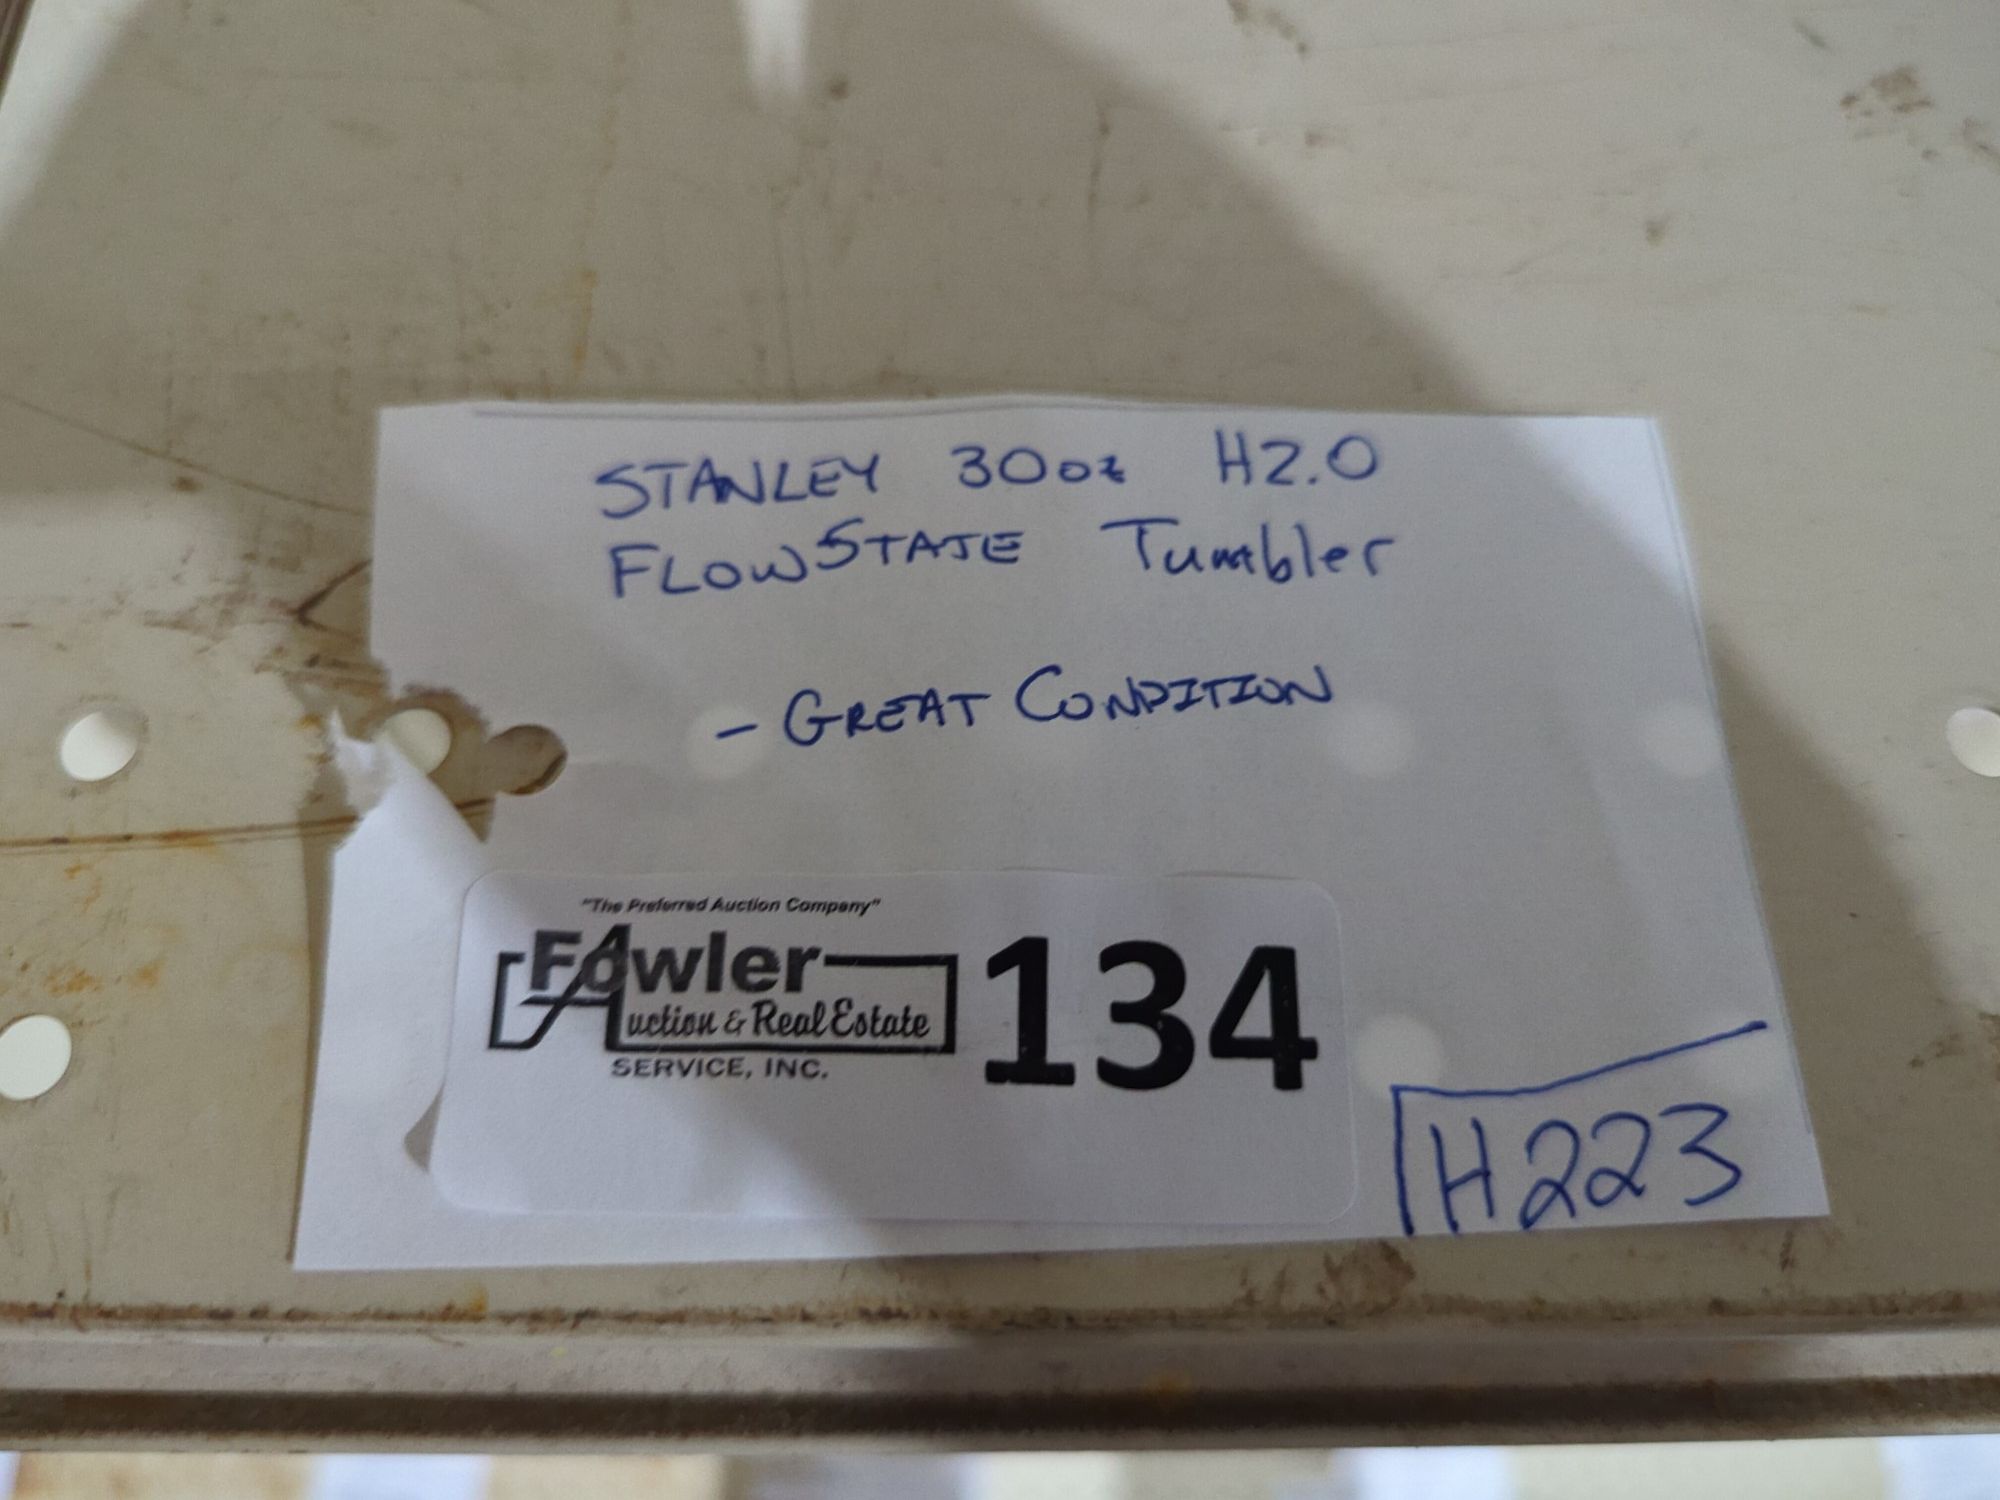 STANLEY 30oz H2.0
FLOWSTATE Tumbler
- GREAT CONDITION
"The Preferred Auction Company"
Fowler
Auction & Real Estate
SERVICE, INC.
134
H223